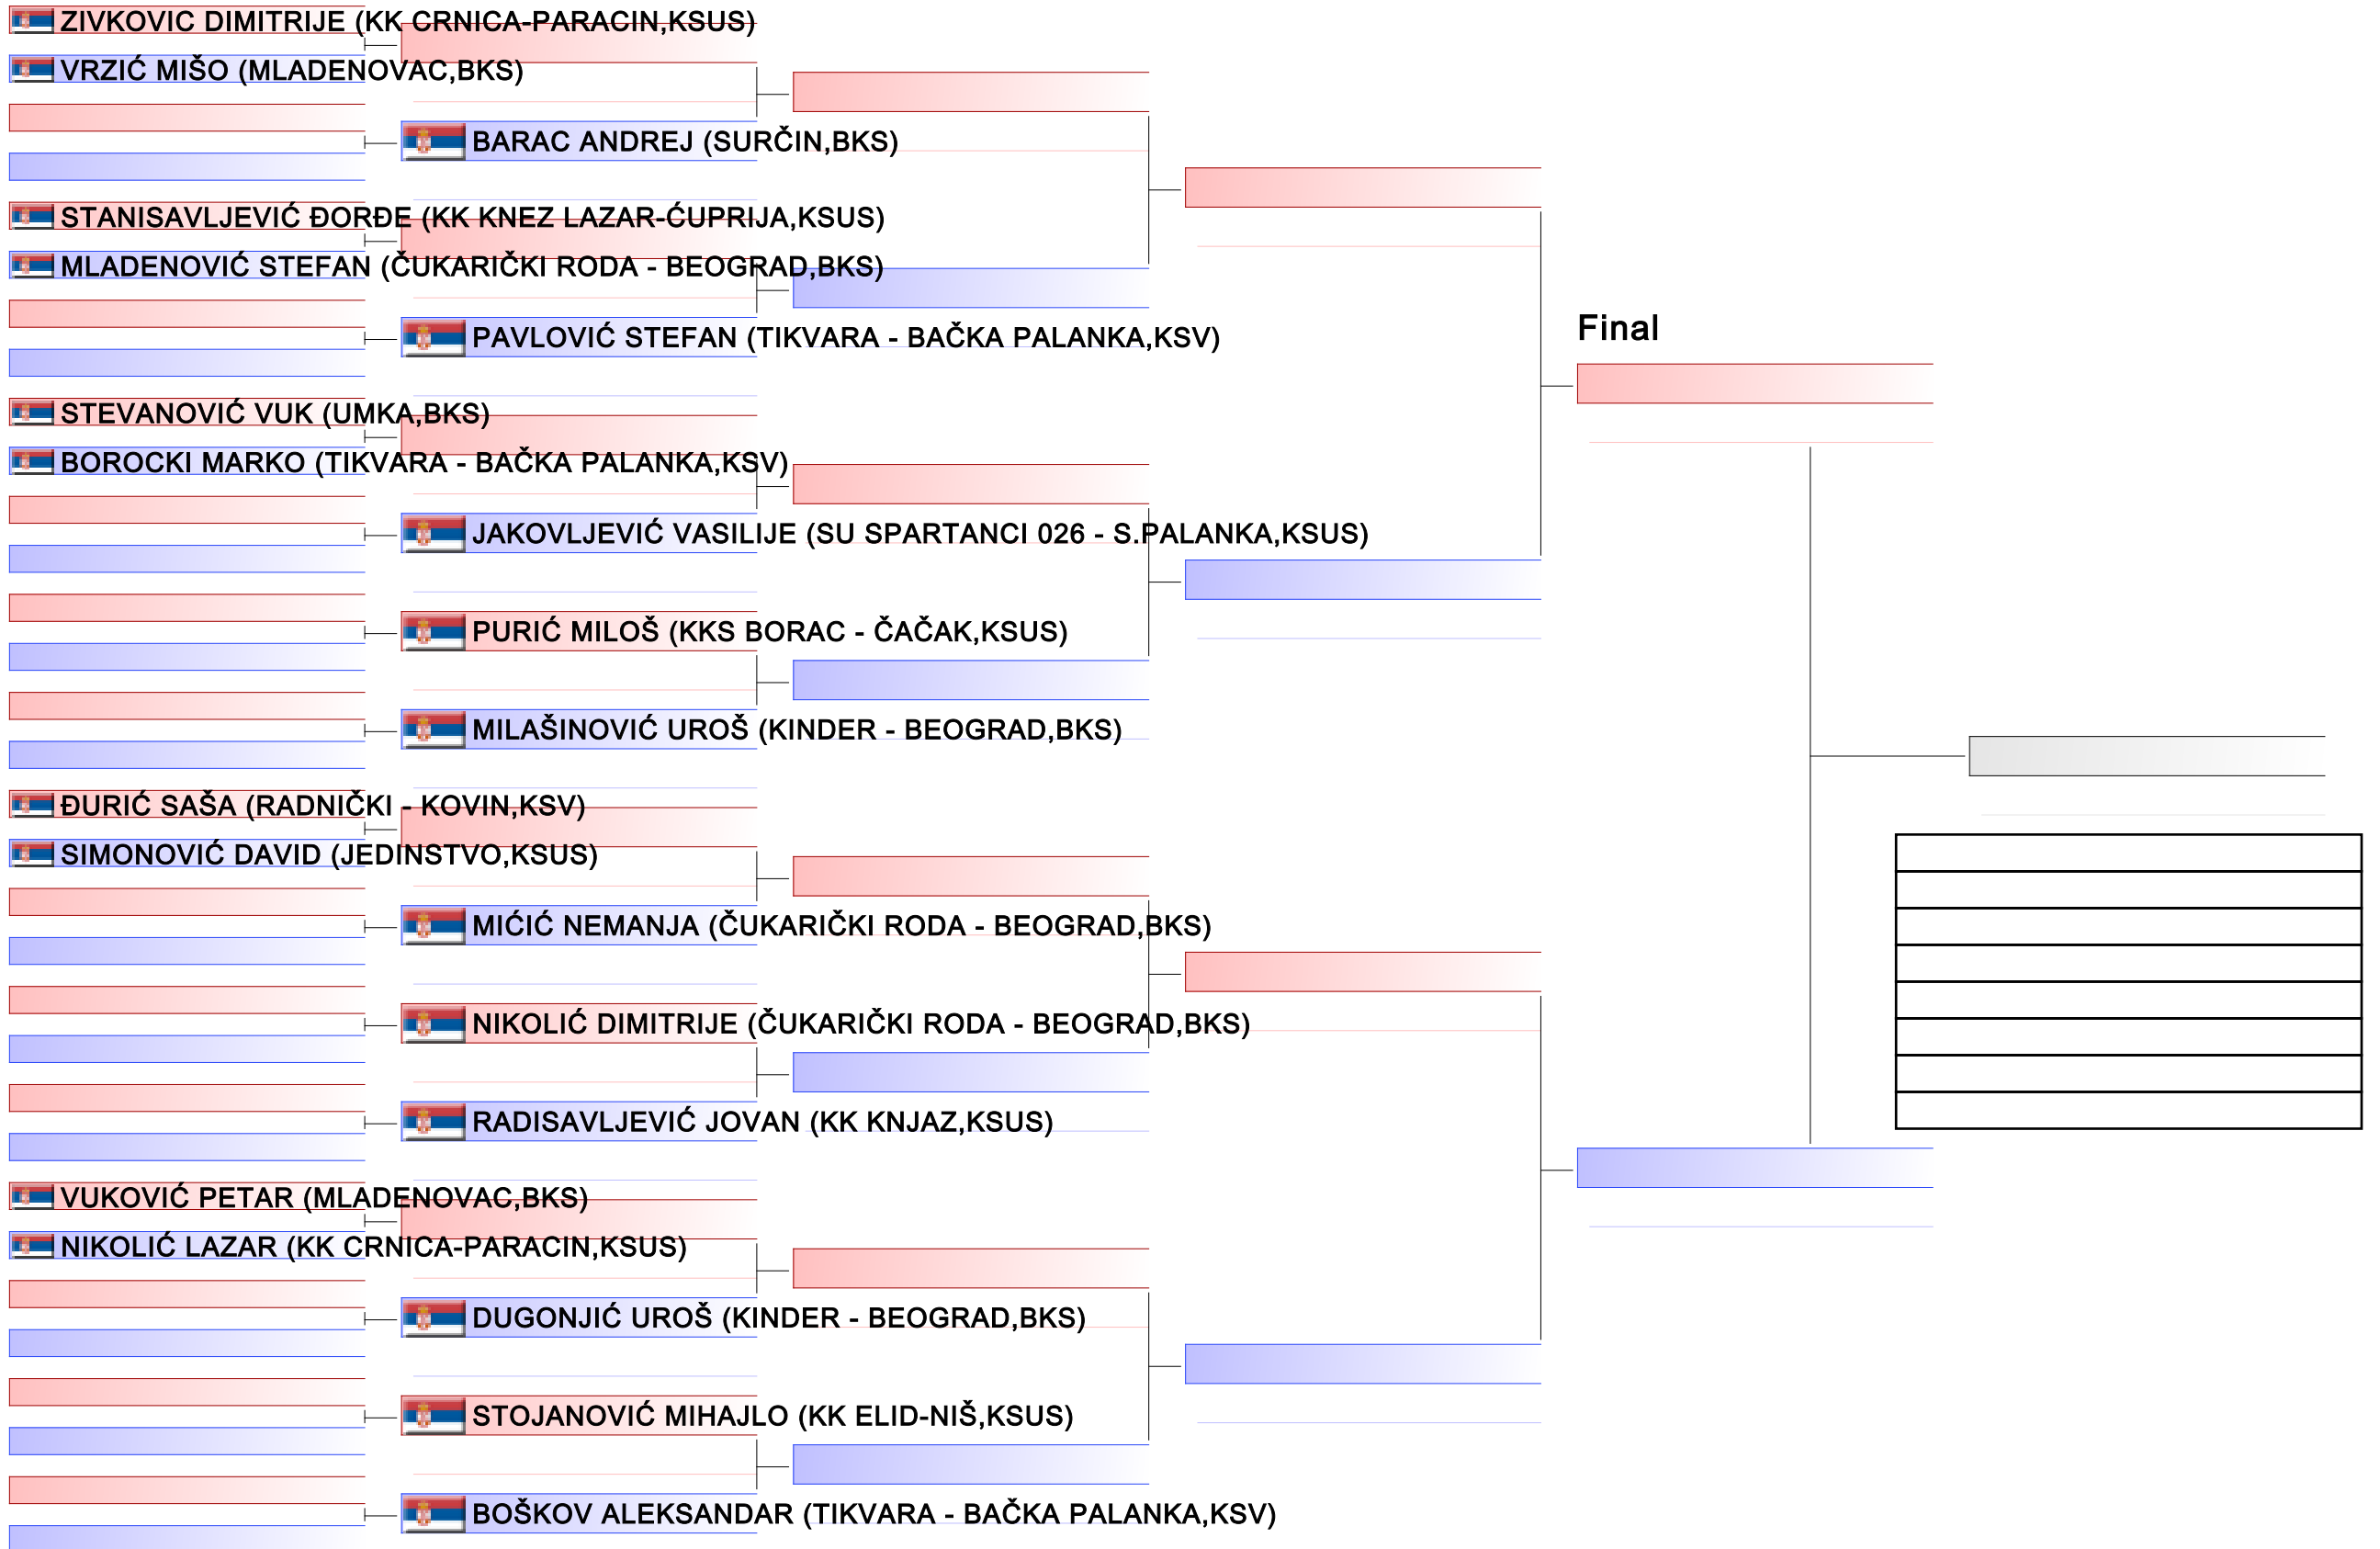 ZIVKOVIC DIMITRIJE (KK CRNICA-PARACIN,KSUS)
VRZIĆ MIŠO (MLADENOVAC,BKS)
BARAC ANDREJ (SURČIN,BKS)
STANISAVLJEVIĆ ĐORĐE (KK KNEZ LAZAR-ĆUPRIJA,KSUS)
MLADENOVIĆ STEFAN (ČUKARIČKI RODA - BEOGRAD,BKS)
PAVLOVIĆ STEFAN (TIKVARA - BAČKA PALANKA,KSV)
STEVANOVIĆ VUK (UMKA,BKS)
BOROCKI MARKO (TIKVARA - BAČKA PALANKA,KSV)
JAKOVLJEVIĆ VASILIJE (SU SPARTANCI 026 - S.PALANKA,KSUS)
PURIĆ MILOŠ (KKS BORAC - ČAČAK,KSUS)
MILAŠINOVIĆ UROŠ (KINDER - BEOGRAD,BKS)
ĐURIĆ SAŠA (RADNIČKI - KOVIN,KSV)
SIMONOVIĆ DAVID (JEDINSTVO,KSUS)
MIĆIĆ NEMANJA (ČUKARIČKI RODA - BEOGRAD,BKS)
NIKOLIĆ DIMITRIJE (ČUKARIČKI RODA - BEOGRAD,BKS)
RADISAVLJEVIĆ JOVAN (KK KNJAZ,KSUS)
VUKOVIĆ PETAR (MLADENOVAC,BKS)
NIKOLIĆ LAZAR (KK CRNICA-PARACIN,KSUS)
DUGONJIĆ UROŠ (KINDER - BEOGRAD,BKS)
STOJANOVIĆ MIHAJLO (KK ELID-NIŠ,KSUS)
BOŠKOV ALEKSANDAR (TIKVARA - BAČKA PALANKA,KSV)
Final